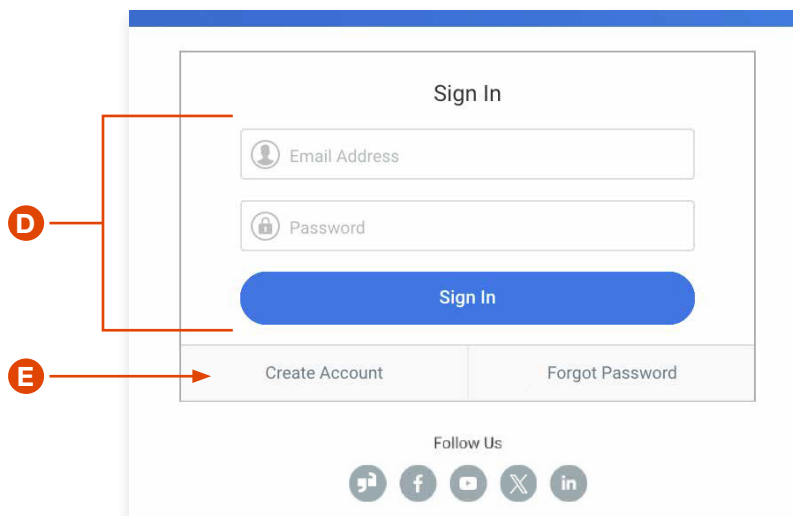 Sign In
Email Address
D
Password
Sign In
E
Create Account
Forgot Password
Follow Us
f
X
in